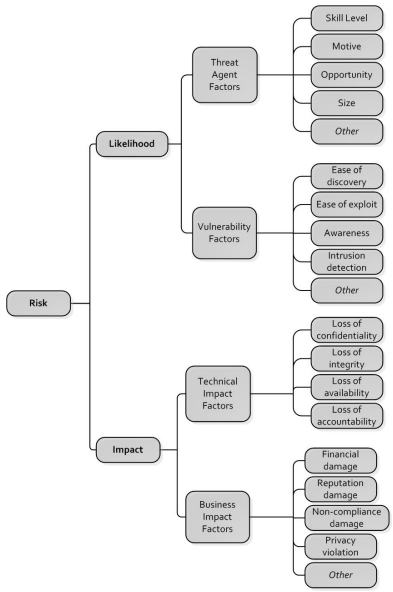 Skill Level
Threat
Agent
Factors
Motive
Opportunity
Size
Other
Likelihood
Ease of
discovery
Ease of exploit
Vulnerability
Factors
Awareness
Intrusion
detection
Other
Risk
Loss of
confidentiality
Loss of
integrity
Technical
Impact
Factors
Loss of
availability
Loss of
accountability
Impact
Financial
damage
Reputation
damage
Business
Impact
Factors
Non-compliance
damage
Privacy
violation
Other